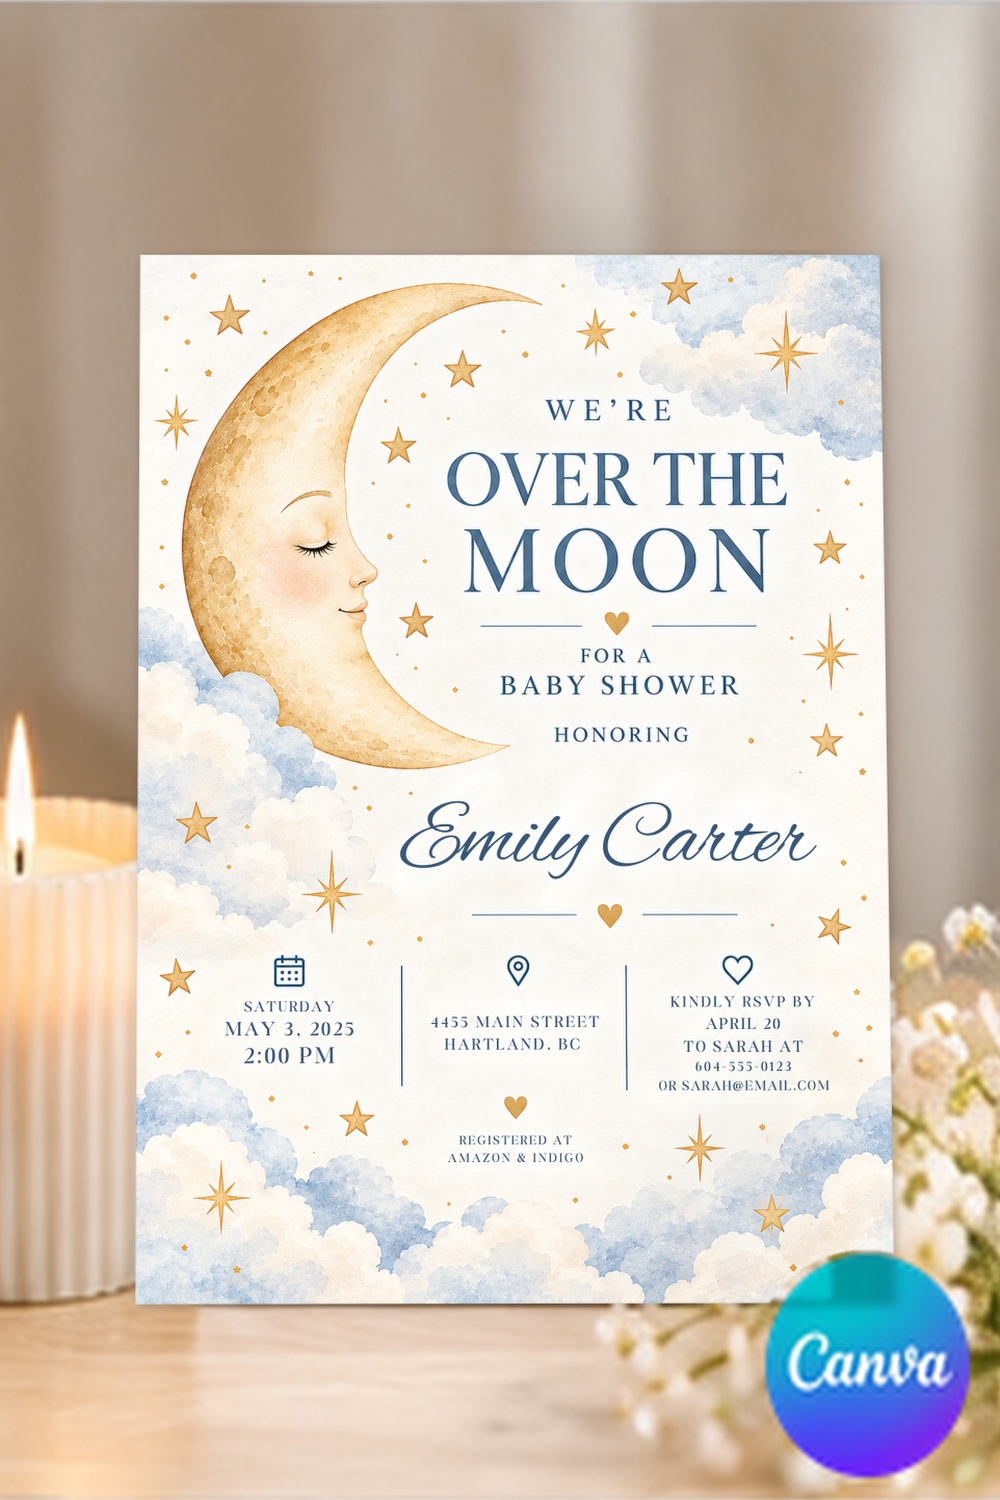 WE'RE
OVER THE
MOON
FOR A
BABY SHOWER
HONORING
Emily Carter
SATURDAY
MAY 3, 2025
2:00 PM
4455 MAIN STREET
HARTLAND, BC
KINDLY RSVP BY
APRIL 20
TO SARAH AT
604-555-0123
OR SARAH@EMAIL.COM
REGISTERED AT
AMAZON & INDIGO
Canva